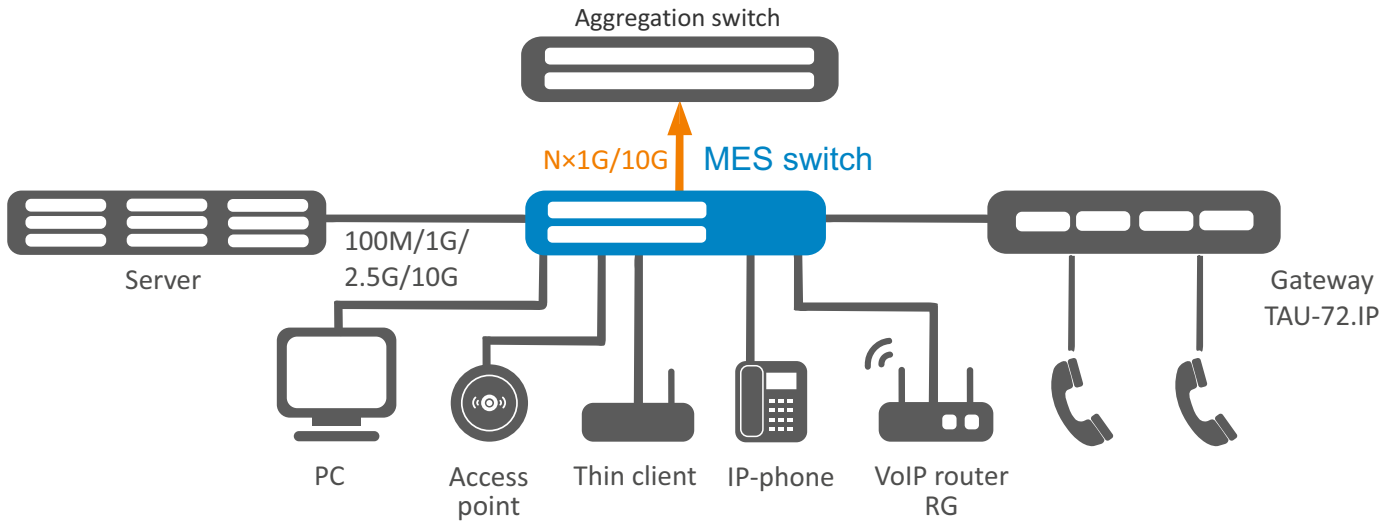 Aggregation switch
N×1G/10G
MES switch
100M/1G/
2.5G/10G
Server
Gateway
TAU-72.IP
PC
Access
point
Thin client
IP-phone
VoIP router
RG